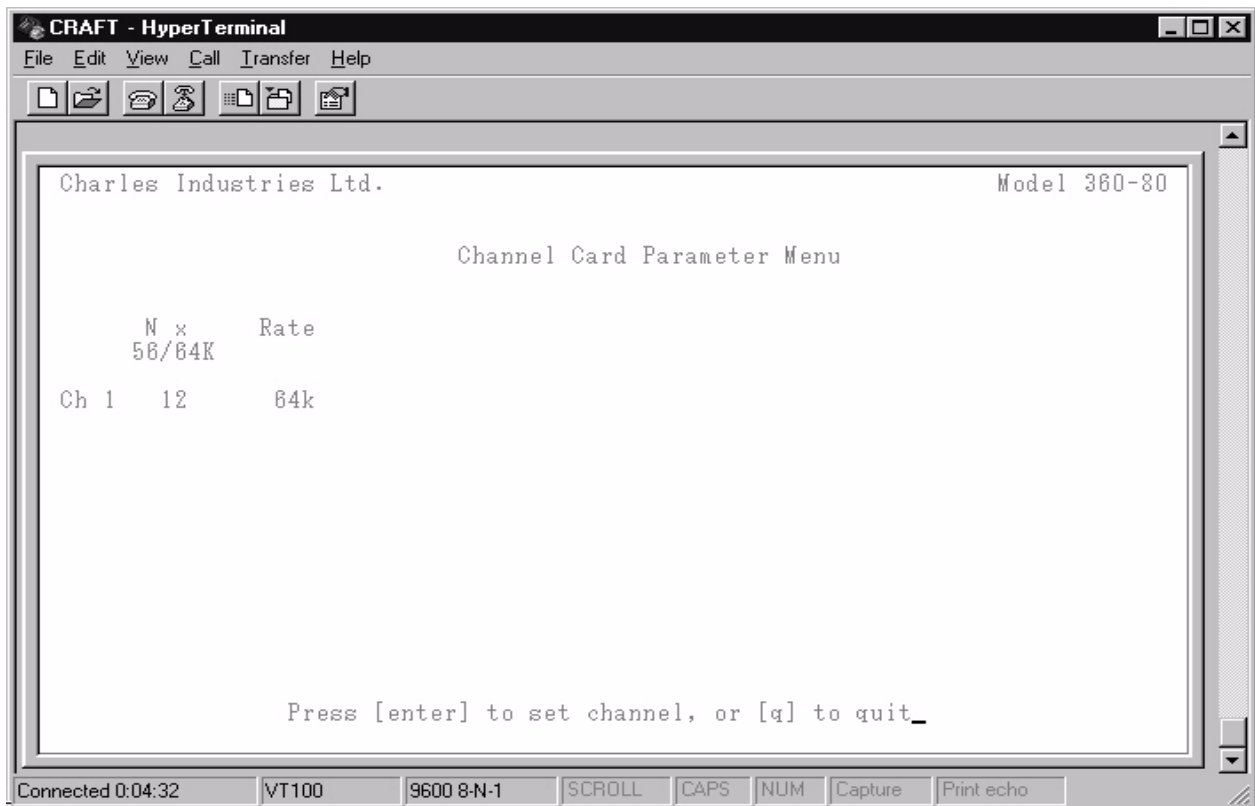 CRAFT - HyperTerminal
File Edit View Call Transfer Help
Charles Industries Ltd. Model 360-80
Channel Card Parameter Menu
N x Rate
56/64K
Ch 1 12 64k
Press [enter] to set channel, or [q] to quit_
Connected 0:04:32 VT100 9600 8-N-1 SCROLL CAPS NUM Capture Print echo